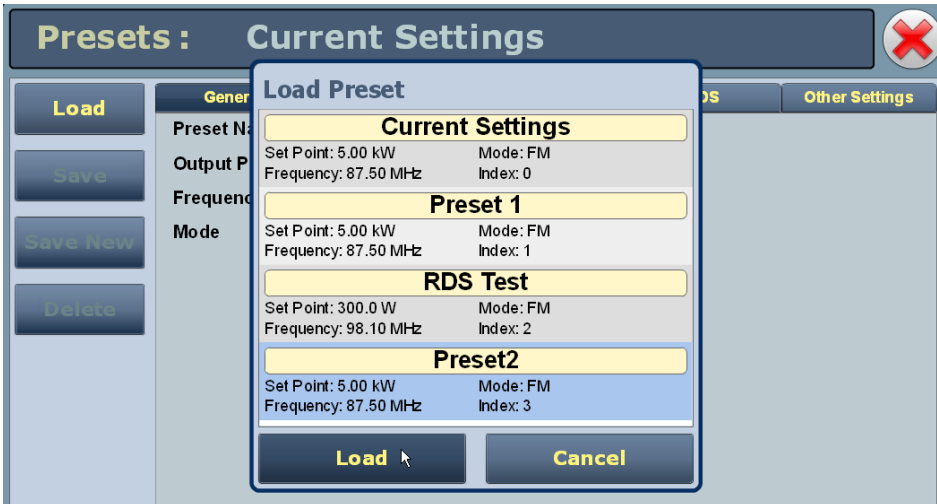 Presets : Current Settings
Load
Save
Save New
Delete
Gener
DS
Other Settings
Preset Na
Output P
Frequenc
Mode
Load Preset
Current Settings
Set Point: 5.00 kW Mode: FM
Frequency: 87.50 MHz Index: 0
Preset 1
Set Point: 5.00 kW Mode: FM
Frequency: 87.50 MHz Index: 1
RDS Test
Set Point: 300.0 W Mode: FM
Frequency: 98.10 MHz Index: 2
Preset2
Set Point: 5.00 kW Mode: FM
Frequency: 87.50 MHz Index: 3
Load Cancel